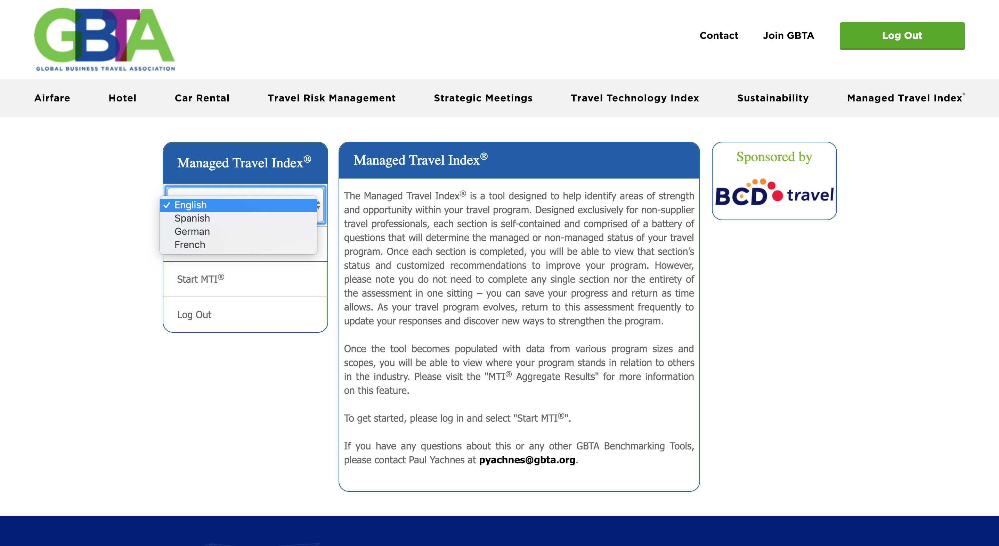 GBTA
GLOBAL BUSINESS TRAVEL ASSOCIATION
Contact
Join GBTA
Log Out
Airfare
Hotel
Car Rental
Travel Risk Management
Strategic Meetings
Travel Technology Index
Sustainability
Managed Travel Index®
Managed Travel Index®
✓ English
Spanish
German
French
Start MTI®
Log Out
Managed Travel Index®
The Managed Travel Index® is a tool designed to help identify areas of strength
and opportunity within your travel program. Designed exclusively for non-supplier
travel professionals, each section is self-contained and comprised of a battery of
questions that will determine the managed or non-managed status of your travel
program. Once each section is completed, you will be able to view that section’s
status and customized recommendations to improve your program. However,
please note you do not need to complete any single section nor the entirety of
the assessment in one sitting – you can save your progress and return as time
allows. As your travel program evolves, return to this assessment frequently to
update your responses and discover new ways to strengthen the program.
Once the tool becomes populated with data from various program sizes and
scopes, you will be able to view where your program stands in relation to others
in the industry. Please visit the "MTI® Aggregate Results" for more information
on this feature.
To get started, please log in and select "Start MTI®".
If you have any questions about this or any other GBTA Benchmarking Tools,
please contact Paul Yachnes at pyachnes@gbta.org.
Sponsored by
BCD travel